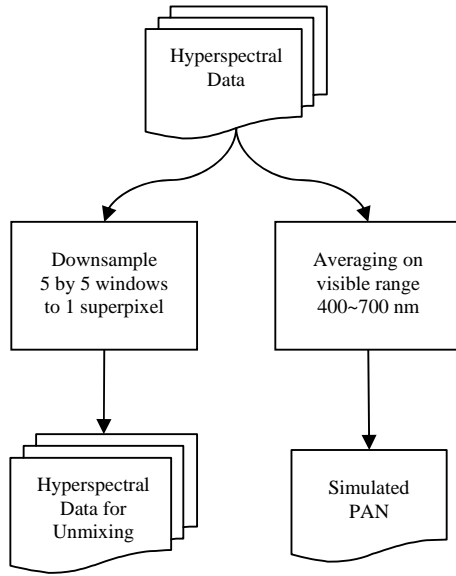 Hyperspectral
Data
Downsample
5 by 5 windows
to 1 superpixel
Averaging on
visible range
400~700 nm
Hyperspectral
Data for
Unmixing
Simulated
PAN